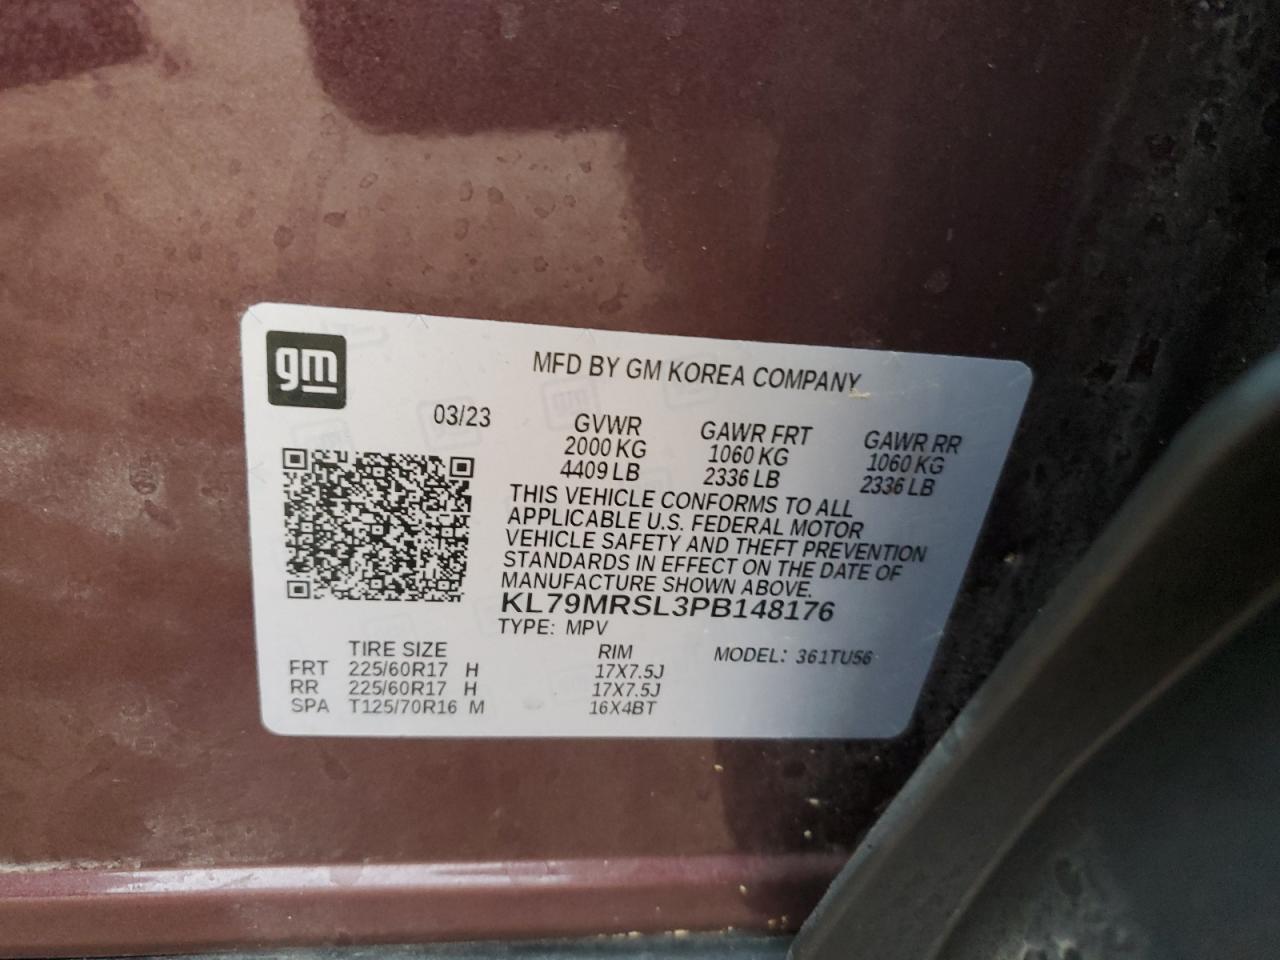 gm
MFD BY GM KOREA COMPANY
03/23 GVWR GAWR FRT GAWR RR
2000 KG 1060 KG 1060 KG
4409 LB 2336 LB 2336 LB
THIS VEHICLE CONFORMS TO ALL
APPLICABLE U.S. FEDERAL MOTOR
VEHICLE SAFETY AND THEFT PREVENTION
STANDARDS IN EFFECT ON THE DATE OF
MANUFACTURE SHOWN ABOVE.
KL79MRSL3PB148176
TYPE: MPV
TIRE SIZE RIM MODEL: 361TU56
FRT 225/60R17 H 17X7.5J
RR 225/60R17 H 17X7.5J
SPA T125/70R16 M 16X4BT